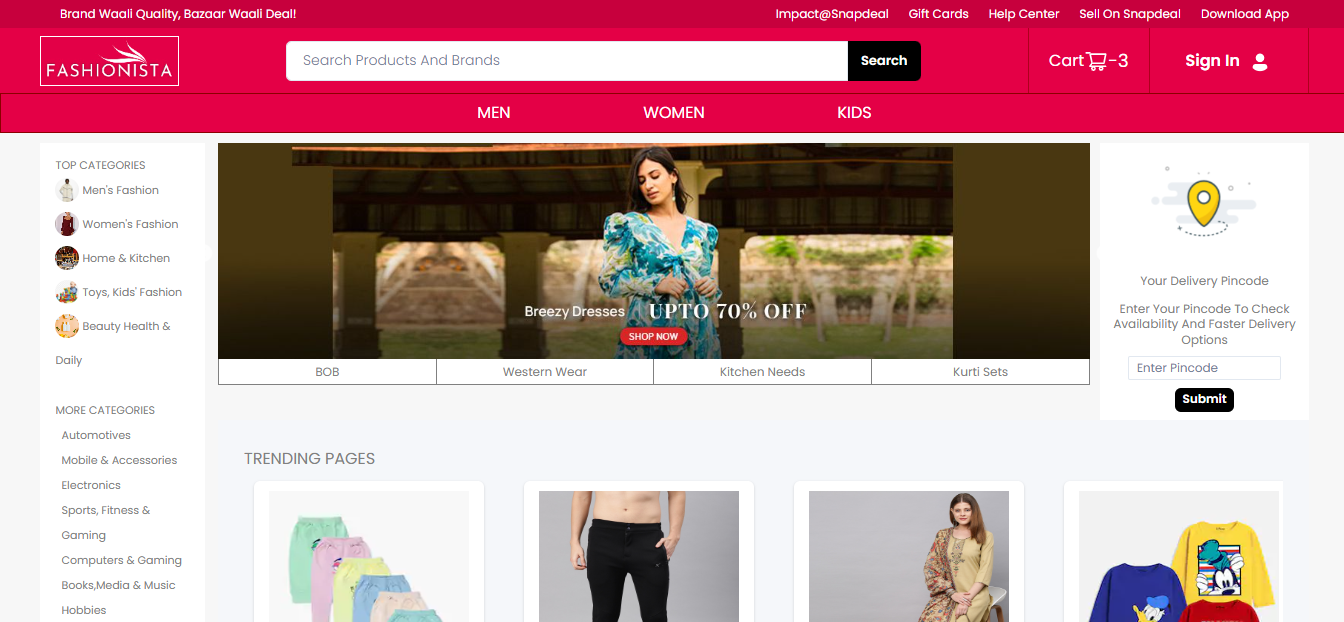 Brand Waali Quality, Bazaar Waali Deal!
Impact@Snapdeal
Gift Cards
Help Center
Sell On Snapdeal
Download App
FASHIONISTA
Search Products And Brands
Search
Cart -3
Sign In
MEN
WOMEN
KIDS
TOP CATEGORIES
Men's Fashion
Women's Fashion
Home & Kitchen
Toys, Kids' Fashion
Beauty Health &
Daily
MORE CATEGORIES
Automotives
Mobile & Accessories
Electronics
Sports, Fitness &
Gaming
Computers & Gaming
Books,Media & Music
Hobbies
Breezy Dresses
UPTO 70% OFF
SHOP NOW
BOB
Western Wear
Kitchen Needs
Kurti Sets
Your Delivery Pincode
Enter Your Pincode To Check
Availability And Faster Delivery
Options
Enter Pincode
Submit
TRENDING PAGES